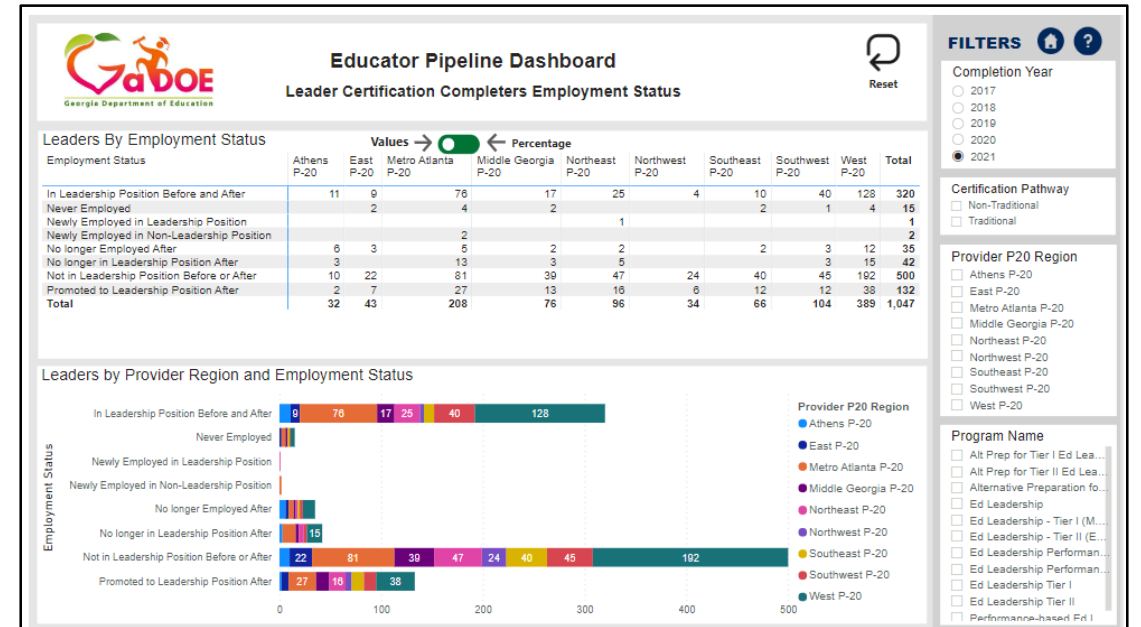 GaDOE
Georgia Department of Education
Educator Pipeline Dashboard
Leader Certification Completers Employment Status
Reset
Leaders By Employment Status
Values → ← Percentage
Employment Status Athens P-20 East P-20 Metro Atlanta P-20 Middle Georgia P-20 Northeast P-20 Northwest P-20 Southeast P-20 Southwest P-20 West P-20 Total
In Leadership Position Before and After 11 9 76 17 25 4 10 40 128 320
Never Employed 2 4 2 2 1 4 15
Newly Employed in Leadership Position 1 1
Newly Employed in Non-Leadership Position 2 2
No longer Employed After 6 3 5 2 2 2 3 12 35
No longer in Leadership Position After 3 13 3 5 3 15 42
Not in Leadership Position Before or After 10 22 81 39 47 24 40 45 192 500
Promoted to Leadership Position After 2 7 27 13 16 6 12 12 38 132
Total 32 43 208 76 96 34 66 104 389 1,047
Leaders by Provider Region and Employment Status
Employment Status
In Leadership Position Before and After 9 76 17 25 40 128
Never Employed
Newly Employed in Leadership Position
Newly Employed in Non-Leadership Position
No longer Employed After
No longer in Leadership Position After 15
Not in Leadership Position Before or After 22 81 39 47 24 40 45 192
Promoted to Leadership Position After 27 16 38
0 100 200 300 400 500
Provider P20 Region
Athens P-20
East P-20
Metro Atlanta P-20
Middle Georgia P-20
Northeast P-20
Northwest P-20
Southeast P-20
Southwest P-20
West P-20
FILTERS ?
Completion Year
2017
2018
2019
2020
2021
Certification Pathway
Non-Traditional
Traditional
Provider P20 Region
Athens P-20
East P-20
Metro Atlanta P-20
Middle Georgia P-20
Northeast P-20
Northwest P-20
Southeast P-20
Southwest P-20
West P-20
Program Name
Alt Prep for Tier I Ed Lea...
Alt Prep for Tier II Ed Lea...
Alternative Preparation fo...
Ed Leadership
Ed Leadership - Tier I (M....
Ed Leadership - Tier II (E...
Ed Leadership Performan...
Ed Leadership Performan...
Ed Leadership Tier I
Ed Leadership Tier II
Performance-based Ed L